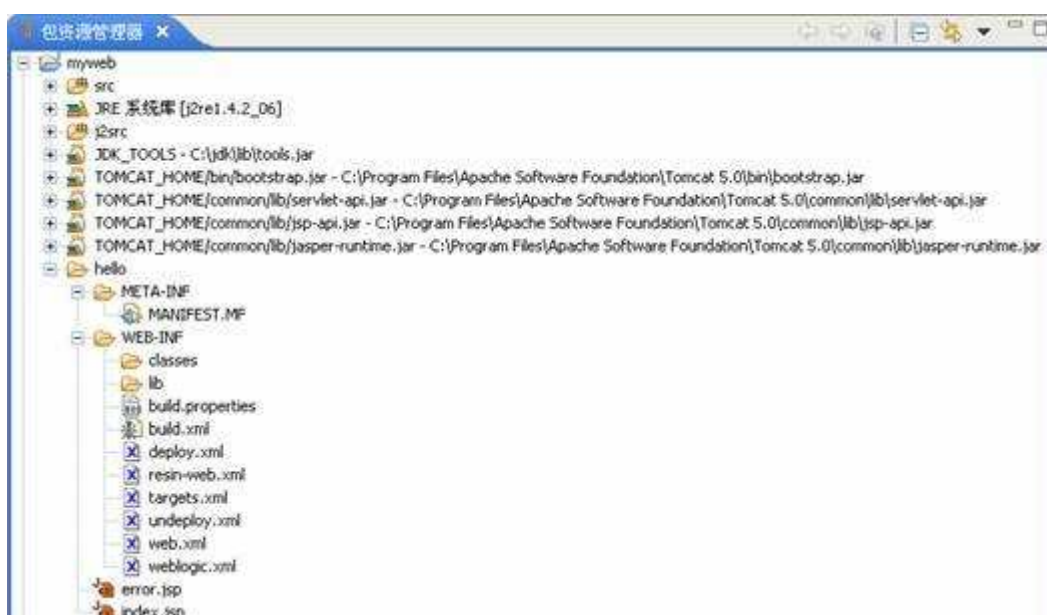 包资源管理器
myweb
src
JRE 系统库 [j2re1.4.2_06]
j2src
JDK_TOOLS - C:\jdk\lib\tools.jar
TOMCAT_HOME/bin/bootstrap.jar - C:\Program Files\Apache Software Foundation\Tomcat 5.0\bin\bootstrap.jar
TOMCAT_HOME/common/lib/servlet-api.jar - C:\Program Files\Apache Software Foundation\Tomcat 5.0\common\lib\servlet-api.jar
TOMCAT_HOME/common/lib/jsp-api.jar - C:\Program Files\Apache Software Foundation\Tomcat 5.0\common\lib\jsp-api.jar
TOMCAT_HOME/common/lib/jasper-runtime.jar - C:\Program Files\Apache Software Foundation\Tomcat 5.0\common\lib\jasper-runtime.jar
hello
META-INF
MANIFEST.MF
WEB-INF
classes
lib
build.properties
build.xml
deploy.xml
resin-web.xml
targets.xml
undeploy.xml
web.xml
weblogic.xml
error.jsp
index.jsp